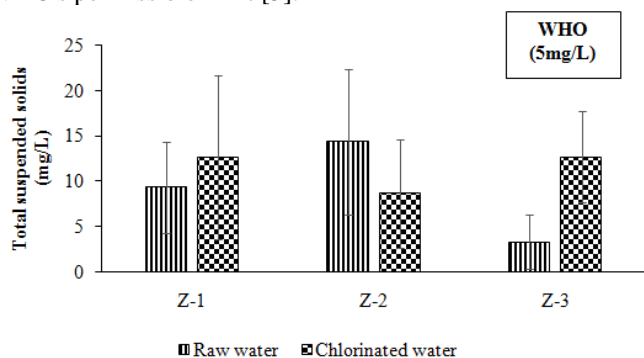 WHO
(5mg/L)
25
20
15
10
5
0
Total suspended solids
(mg/L)
Z-1 Z-2 Z-3
Raw water Chlorinated water